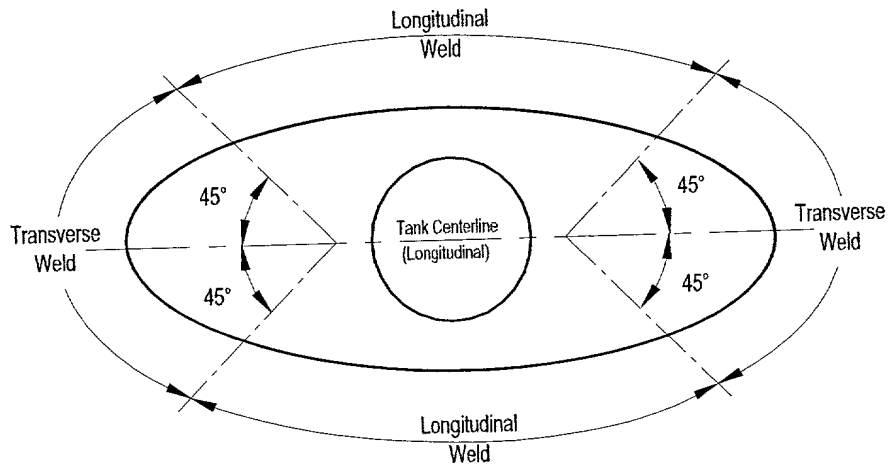 Longitudinal
Weld
45°
45°
Transverse
Weld
Tank Centerline
(Longitudinal)
Transverse
Weld
45°
45°
Longitudinal
Weld